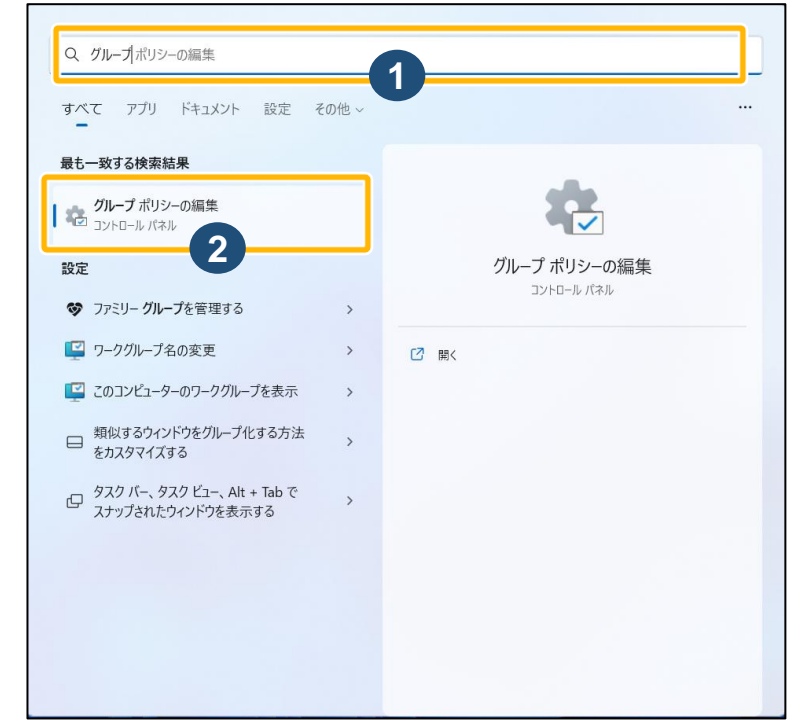 グループポリシーの編集
1
すべて アプリ ドキュメント 設定 その他
...
最も一致する検索結果
グループ ポリシーの編集
コントロール パネル
2
設定
ファミリー グループを管理する
ワークグループ名の変更
このコンピューターのワークグループを表示
類似するウィンドウをグループ化する方法
をカスタマイズする
タスク バー、タスク ビュー、Alt + Tab で
スナップされたウィンドウを表示する
グループ ポリシーの編集
コントロール パネル
開く